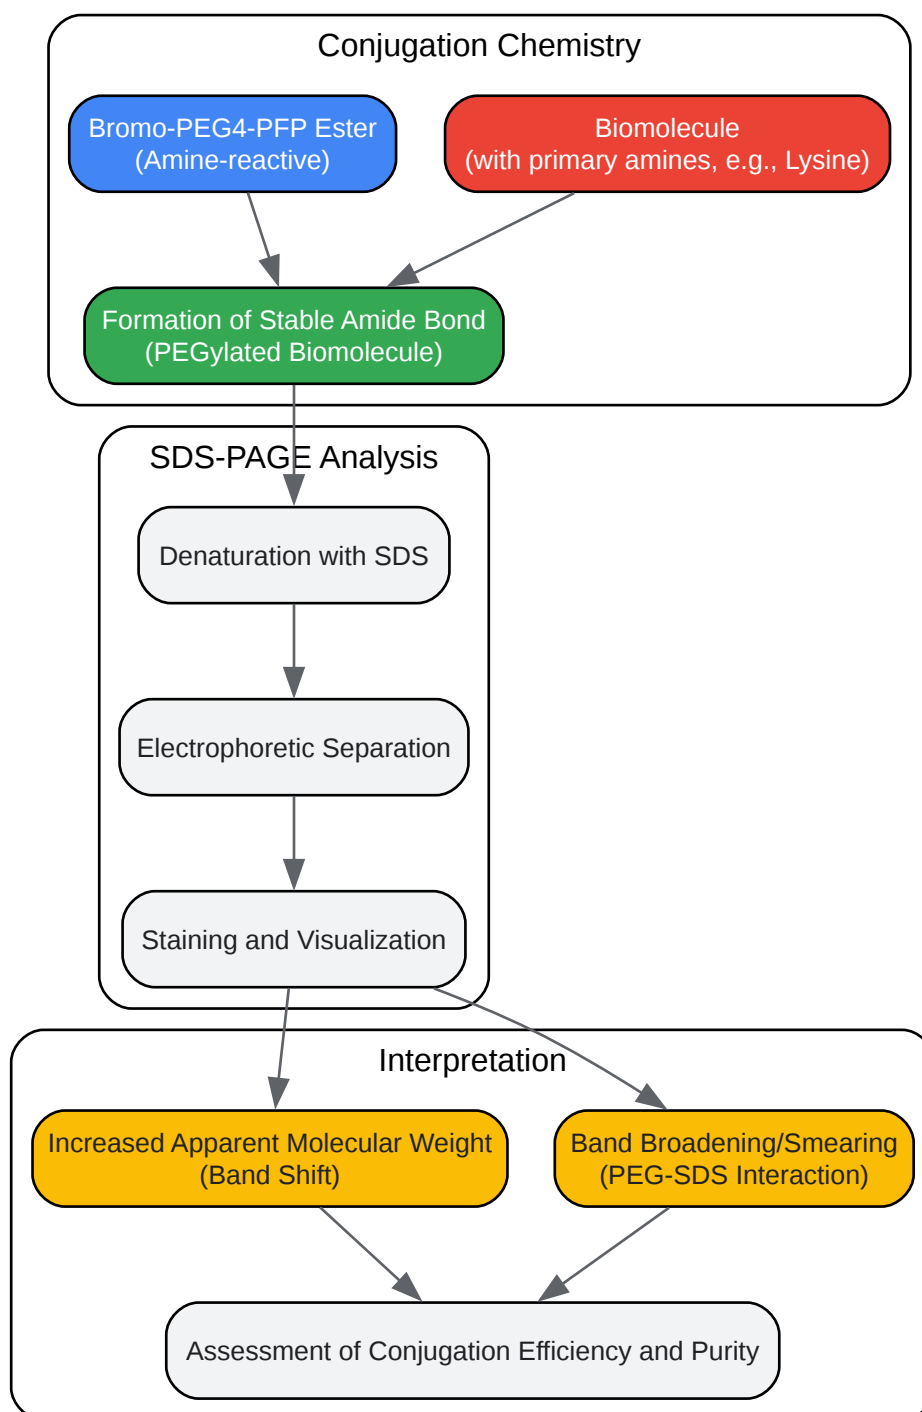 Conjugation Chemistry
Bromo-PEG4-PFP Ester
(Amine-reactive)
Biomolecule
(with primary amines, e.g., Lysine)
Formation of Stable Amide Bond
(PEGylated Biomolecule)
SDS-PAGE Analysis
Denaturation with SDS
Electrophoretic Separation
Staining and Visualization
Interpretation
Increased Apparent Molecular Weight
(Band Shift)
Band Broadening/Smearing
(PEG-SDS Interaction)
Assessment of Conjugation Efficiency and Purity